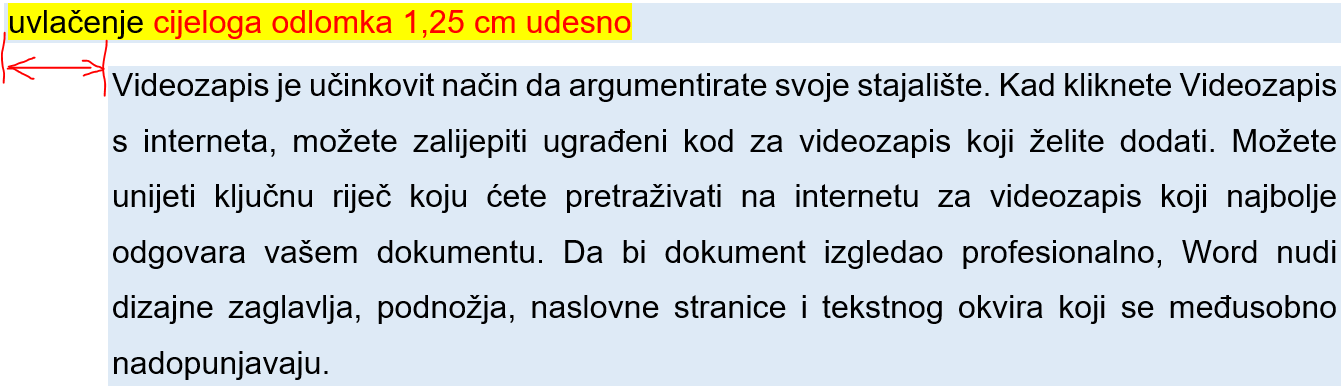 uvlačenje cijeloga odlomka 1,25 cm udesno
Videozapis je učinkovit način da argumentirate svoje stajalište. Kad kliknete Videozapis
s interneta, možete zalijepiti ugrađeni kod za videozapis koji želite dodati. Možete
unijeti ključnu riječ koju ćete pretraživati na internetu za videozapis koji najbolje
odgovara vašem dokumentu. Da bi dokument izgledao profesionalno, Word nudi
dizajne zaglavlja, podnožja, naslovne stranice i tekstnog okvira koji se međusobno
nadopunjavaju.